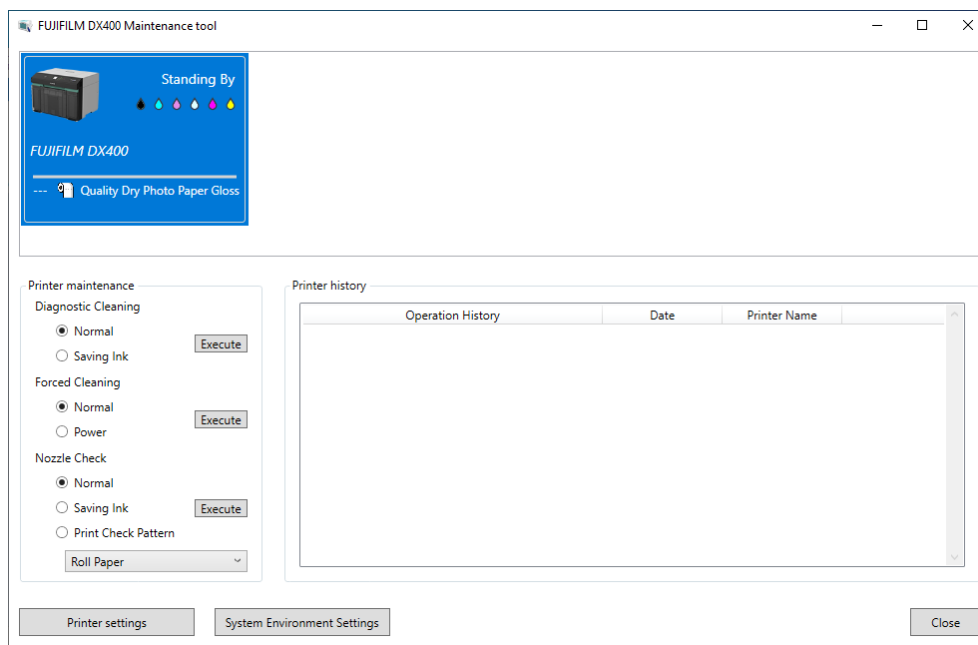 FUJIFILM DX400 Maintenance tool
Standing By
FUJIFILM DX400
--- Quality Dry Photo Paper Gloss
Printer maintenance
Diagnostic Cleaning
Normal
Saving Ink
Execute
Forced Cleaning
Normal
Power
Execute
Nozzle Check
Normal
Saving Ink
Execute
Print Check Pattern
Roll Paper
Printer history
Operation History Date Printer Name
Printer settings System Environment Settings Close